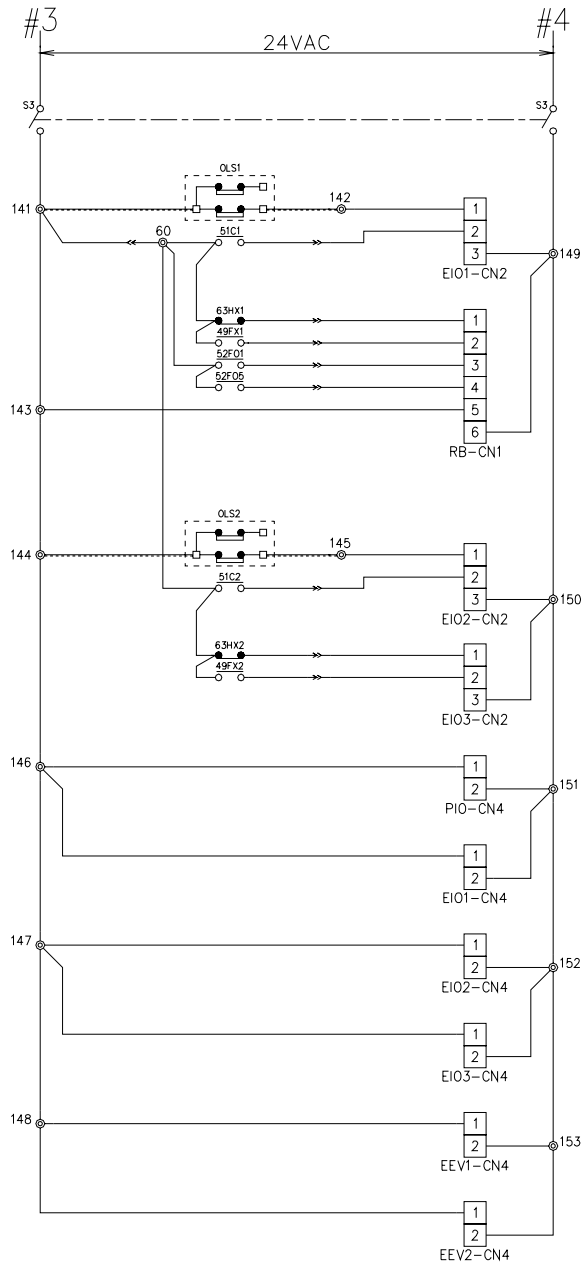 #3 #4
24VAC
S3 S3
OLS1
141 142
1
60 51C1 2
3 149
EIO1-CN2
63HX1 1
49FX1 2
52FO1 3
52FO5 4
143 5
6
RB-CN1
OLS2
144 145 1
51C2 2
3 150
EIO2-CN2
63HX2 1
49FX2 2
3
EIO3-CN2
146 1
2 151
PIO-CN4
1
2
EIO1-CN4
147 1
2 152
EIO2-CN4
1
2
EIO3-CN4
148 1
2 153
EEV1-CN4
1
2
EEV2-CN4